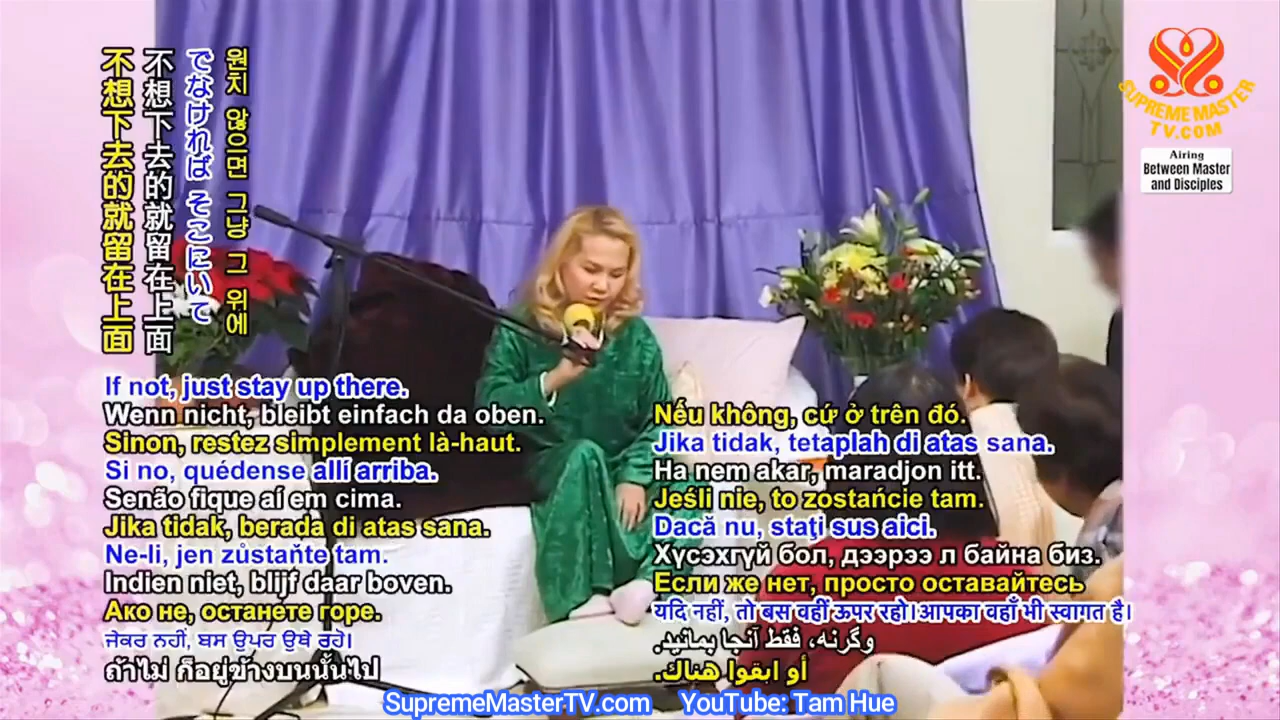 不想下去的就留在上面
不想下去的就留在上面
でなければ そこにいて
원치 않으면 그냥 그 위에
If not, just stay up there.
Wenn nicht, bleibt einfach da oben.
Sinon, restez simplement là-haut.
Si no, quédense allí arriba.
Senão fique aí em cima.
Jika tidak, berada di atas sana.
Ne-li, jen zůstaňte tam.
Indien niet, blijf daar boven.
Ако не, останете горе.
ਜੇਕਰ ਨਹੀਂ, ਬਸ ਉਪਰ ਉਥੇ ਰਹੋ।
ถ้าไม่ ก็อยู่ข้างบนนั้นไป
Nếu không, cứ ở trên đó.
Jika tidak, tetaplah di atas sana.
Ha nem akar, maradjon itt.
Jeśli nie, to zostańcie tam.
Dacă nu, staţi sus aici.
Хүсэхгүй бол, дээрээ л байна биз.
Если же нет, просто оставайтесь
यदि नहीं, तो बस वहीं ऊपर रहो।आपका वहाँ भी स्वागत है।
وگرنه، فقط آنجا بمانید.
أو ابقوا هناك.
SUPREME MASTER
TV.COM
Airing
Between Master
and Disciples
SupremeMasterTV.com YouTube: Tam Hue